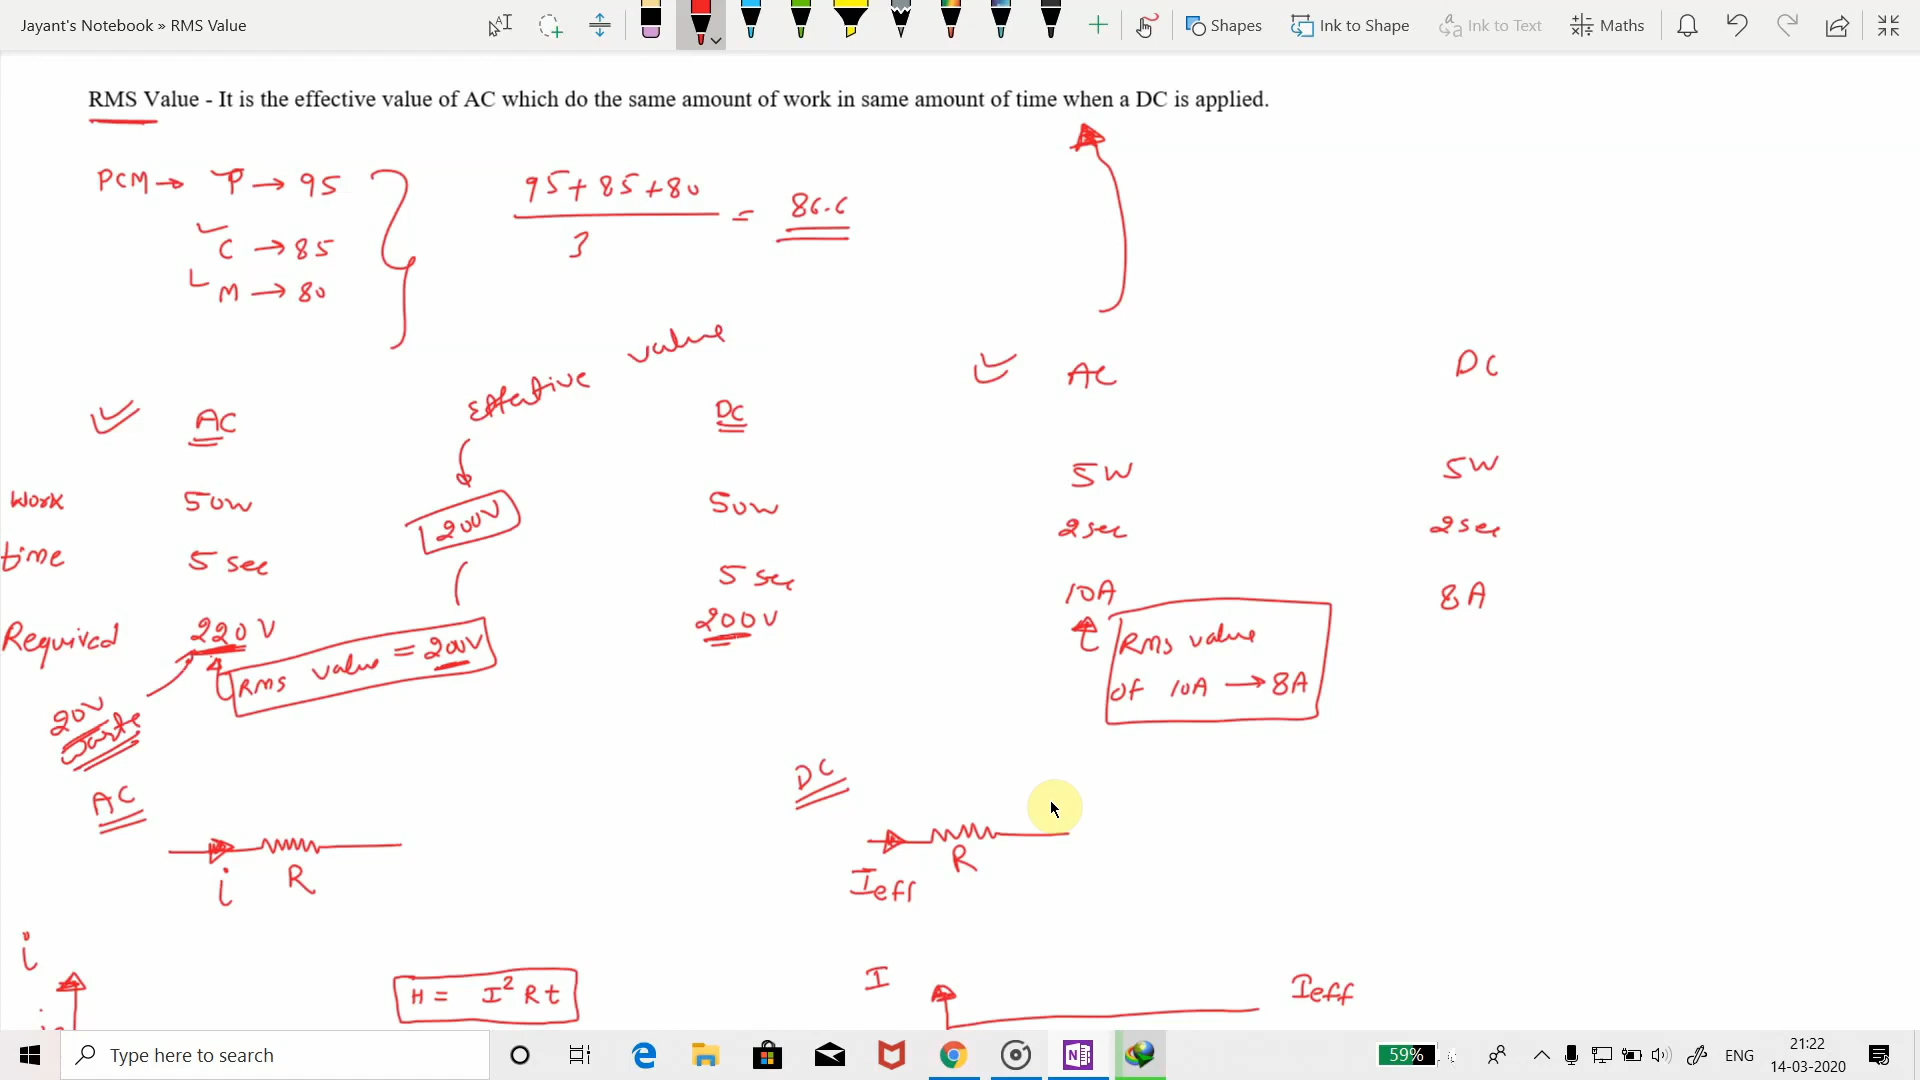 Jayant's Notebook » RMS Value
Shapes
Ink to Shape
Ink to Text
Maths
RMS Value - It is the effective value of AC which do the same amount of work in same amount of time when a DC is applied.
PCM → P → 95
C → 85
M → 80
95+85+80
3
= 86.6
Effective value
AC
DC
AC
DC
work 50w
200V
50w
5W
5W
time 5 sec
5 sec
2sec
2sec
Required 220V
200V
10A
8A
RMS value = 200V
Rms value
of 10A → 8A
20V
waste
AC
DC
i R
R
Ieff
i
H = I² R t
I
Ieff
Type here to search
59%
ENG
21:22
14-03-2020